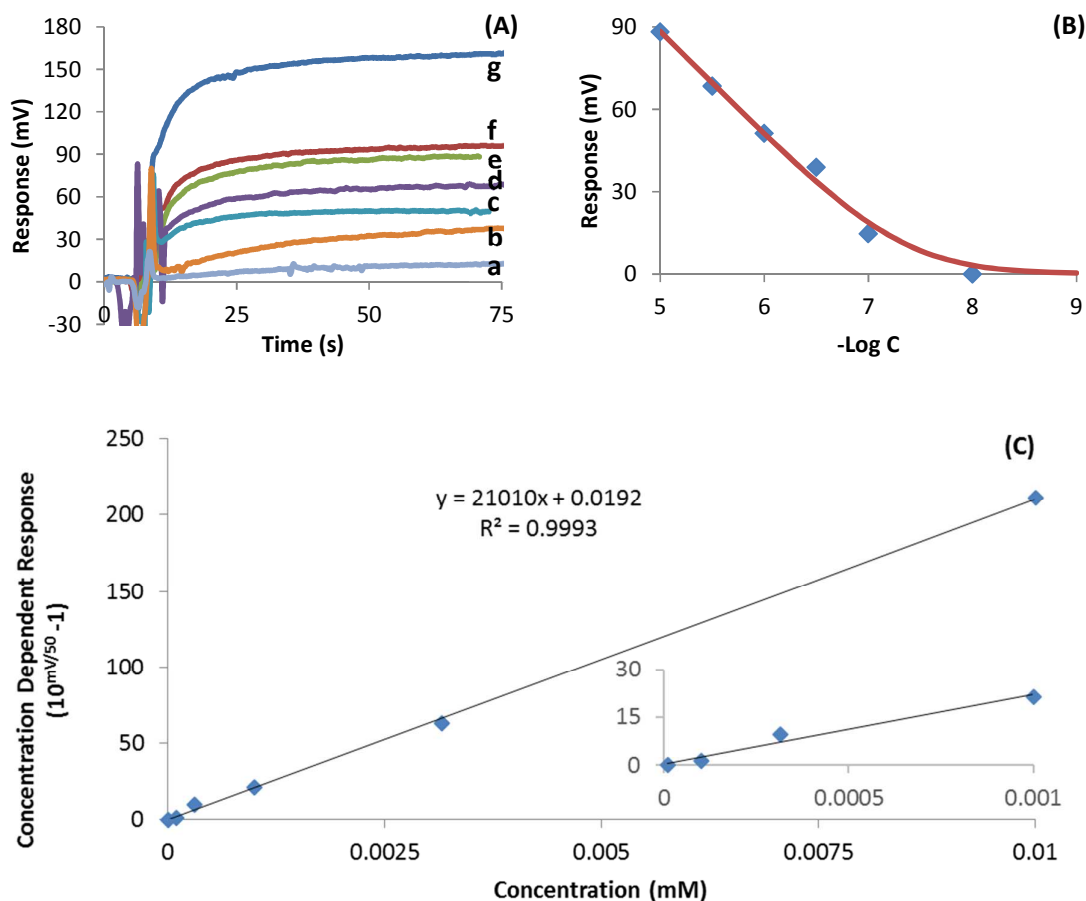 (A)
180
150
120
90
60
30
0
-30
Response (mV)
0
25
50
75
Time (s)
g
f
e
d
c
b
a
(B)
90
60
30
0
Response (mV)
5
6
7
8
9
-Log C
(C)
250
200
150
100
50
0
Concentration Dependent Response
(10^mV/50-1)
y = 21010x + 0.0192
R² = 0.9993
30
15
0
0
0.0005
0.001
0
0.0025
0.005
0.0075
0.01
Concentration (mM)